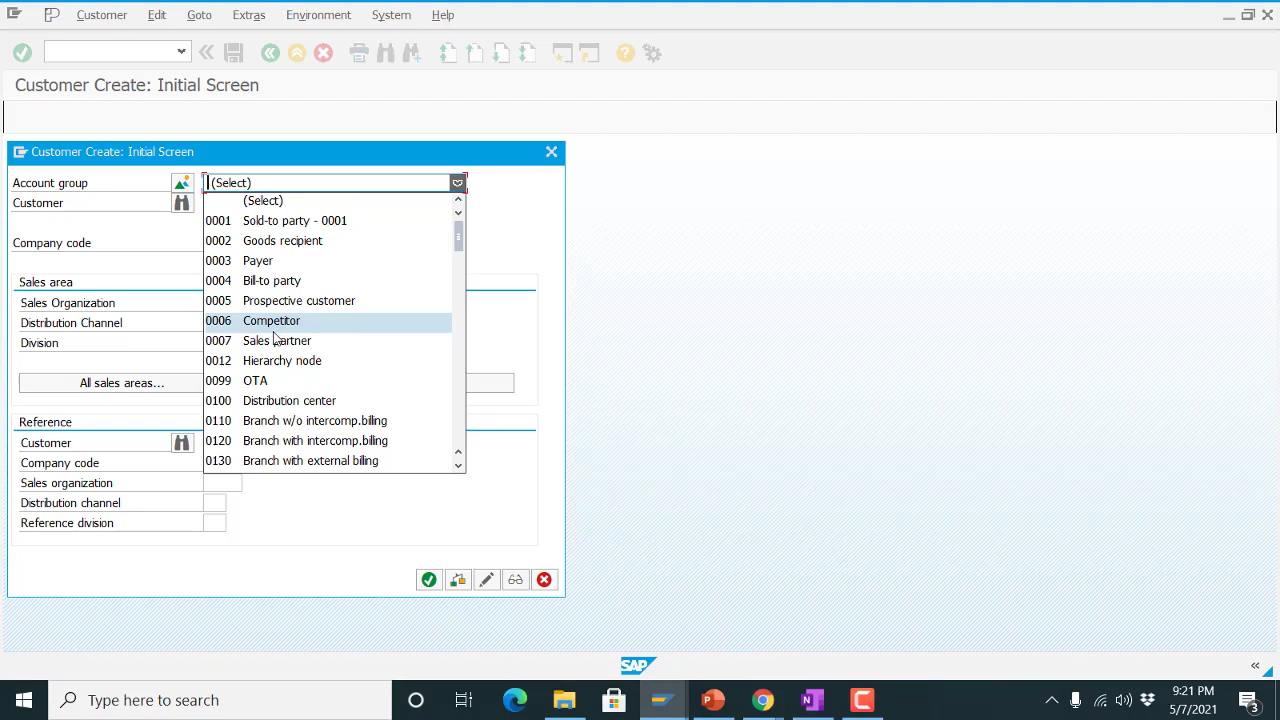 Customer Edit Goto Extras Environment System Help
Customer Create: Initial Screen
Customer Create: Initial Screen
Account group (Select)
Customer (Select)
0001 Sold-to party - 0001
0002 Goods recipient
Company code
0003 Payer
Sales area 0004 Bill-to party
Sales Organization 0005 Prospective customer
Distribution Channel 0006 Competitor
Division 0007 Sales partner
0012 Hierarchy node
All sales areas... 0099 OTA
0100 Distribution center
Reference 0110 Branch w/o intercomp.biling
Customer 0120 Branch with intercomp.biling
Company code 0130 Branch with external billing
Sales organization
Distribution channel
Reference division
SAP
Type here to search
9:21 PM
5/7/2021
3